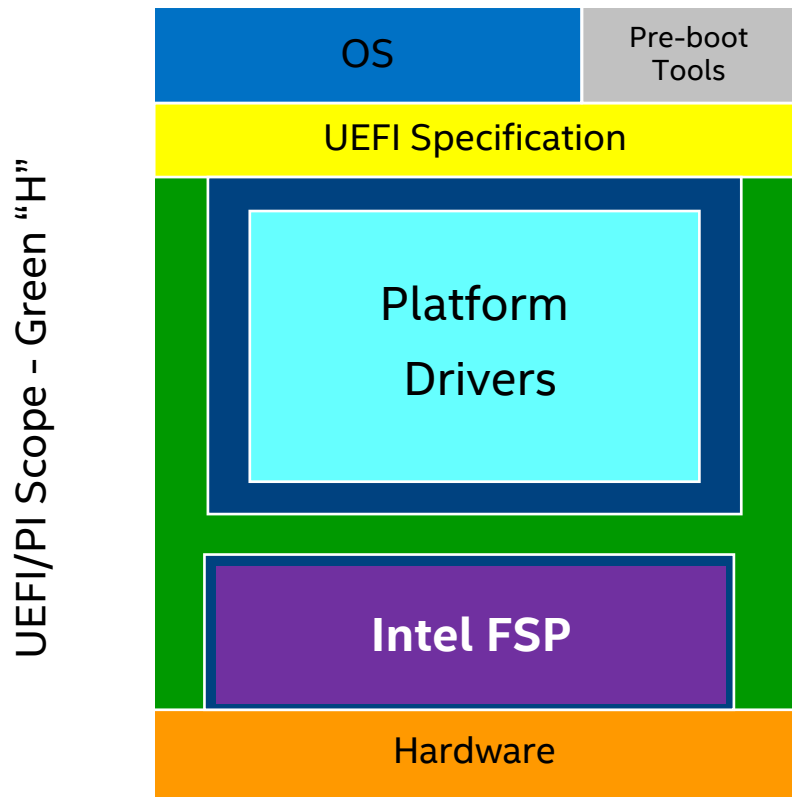 OS
Pre-boot
Tools
UEFI Specification
UEFI/PI Scope - Green “H”
Platform
Drivers
Intel FSP
Hardware